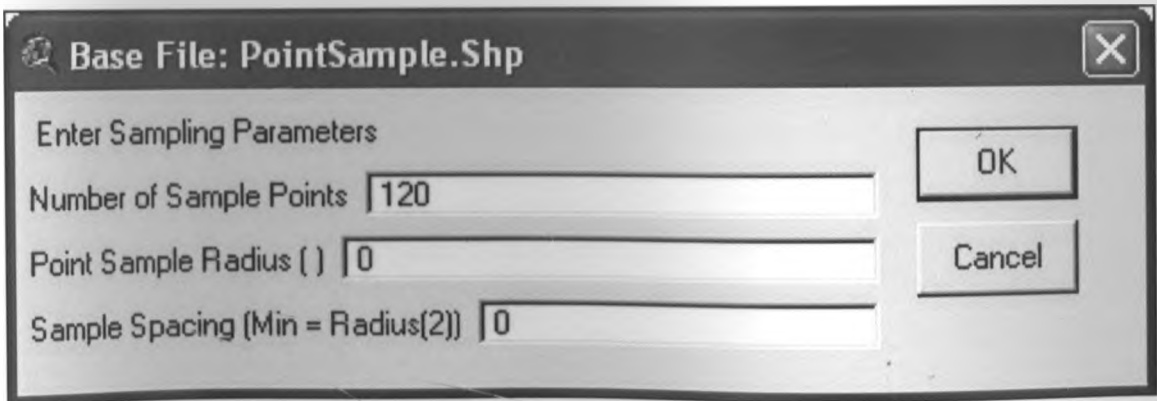 Base File: PointSample.Shp
Enter Sampling Parameters
Number of Sample Points 120
Point Sample Radius ( ) 0
Sample Spacing (Min = Radius(2)) 0
OK
Cancel